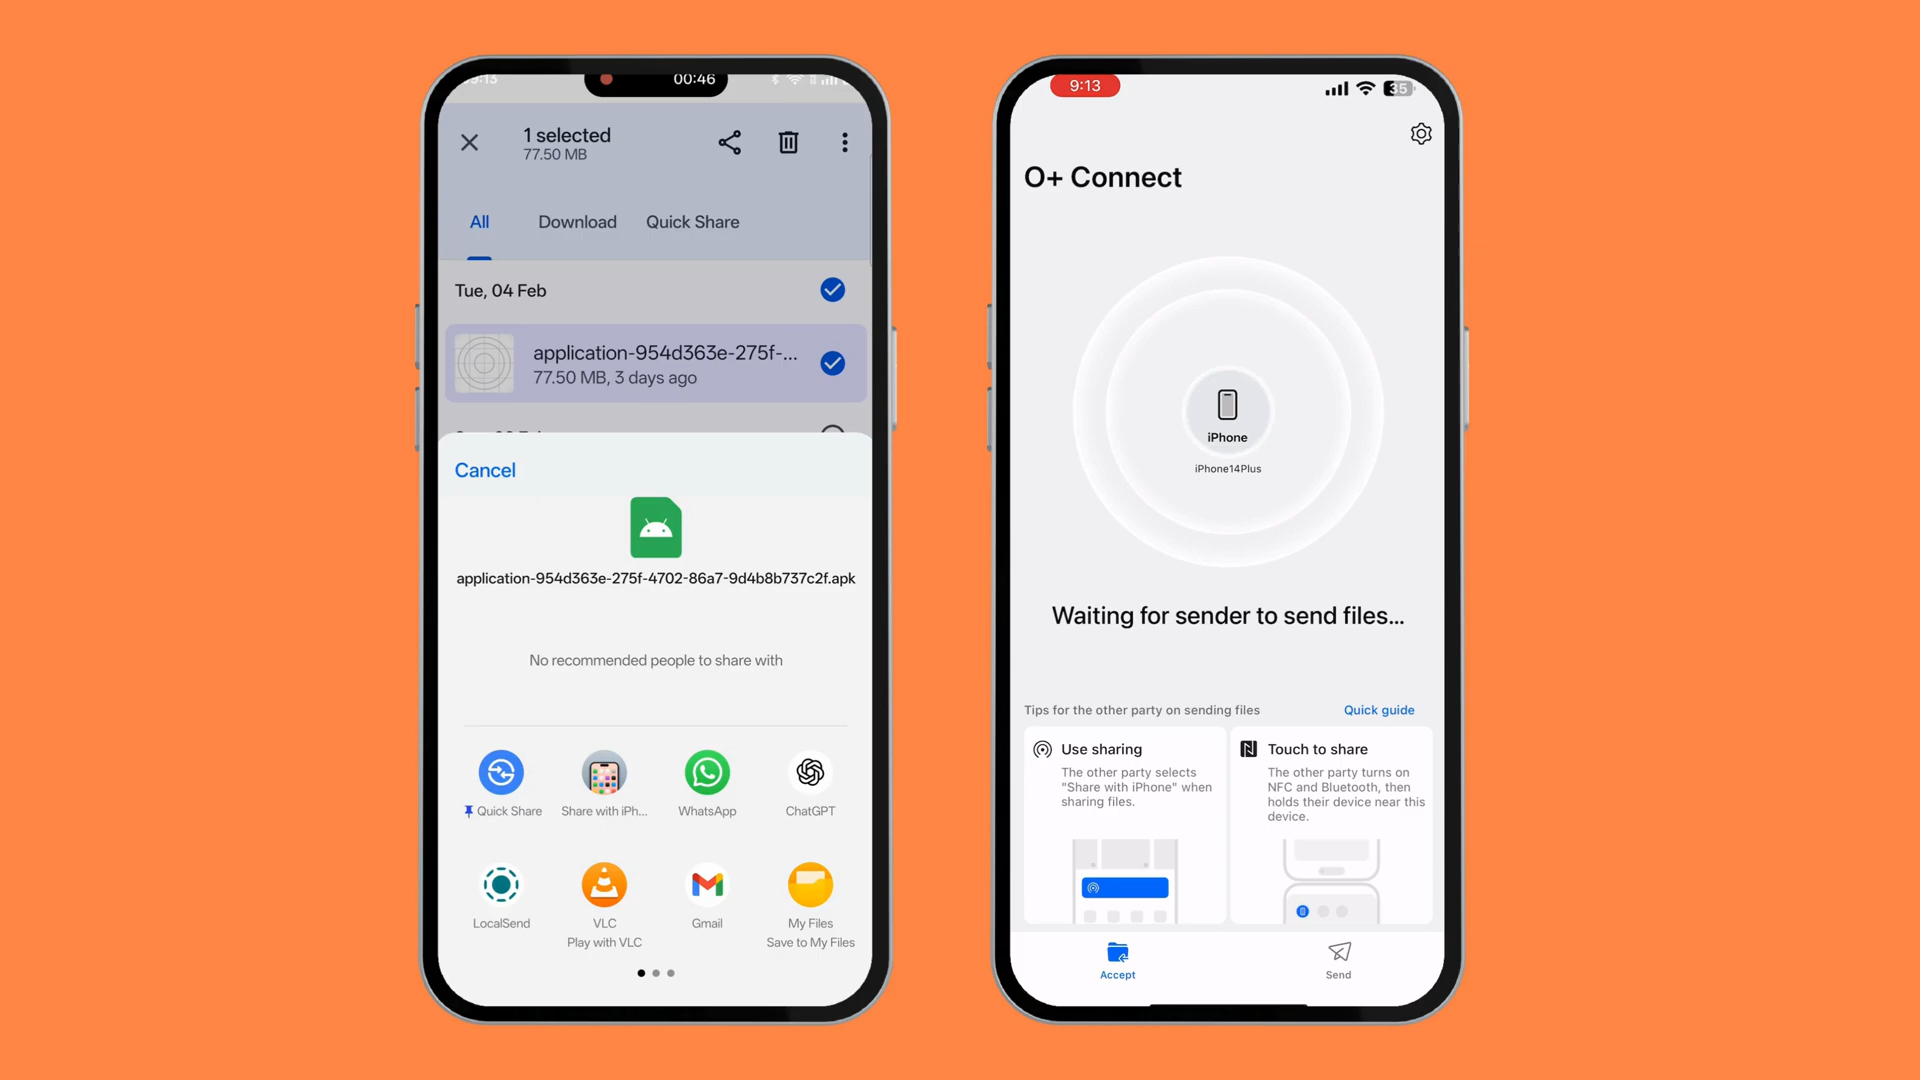 9:13
00:46
1 selected
77.50 MB
All
Download
Quick Share
Tue, 04 Feb
application-954d363e-275f-...
77.50 MB, 3 days ago
Cancel
application-954d363e-275f-4702-86a7-9d4b8b737c2f.apk
No recommended people to share with
Quick Share
Share with iPh...
WhatsApp
ChatGPT
LocalSend
VLC
Play with VLC
Gmail
My Files
Save to My Files
9:13
35
O+ Connect
iPhone
iPhone14Plus
Waiting for sender to send files...
Tips for the other party on sending files
Quick guide
Use sharing
The other party selects
"Share with iPhone" when
sharing files.
Touch to share
The other party turns on
NFC and Bluetooth, then
holds their device near this
device.
Accept
Send